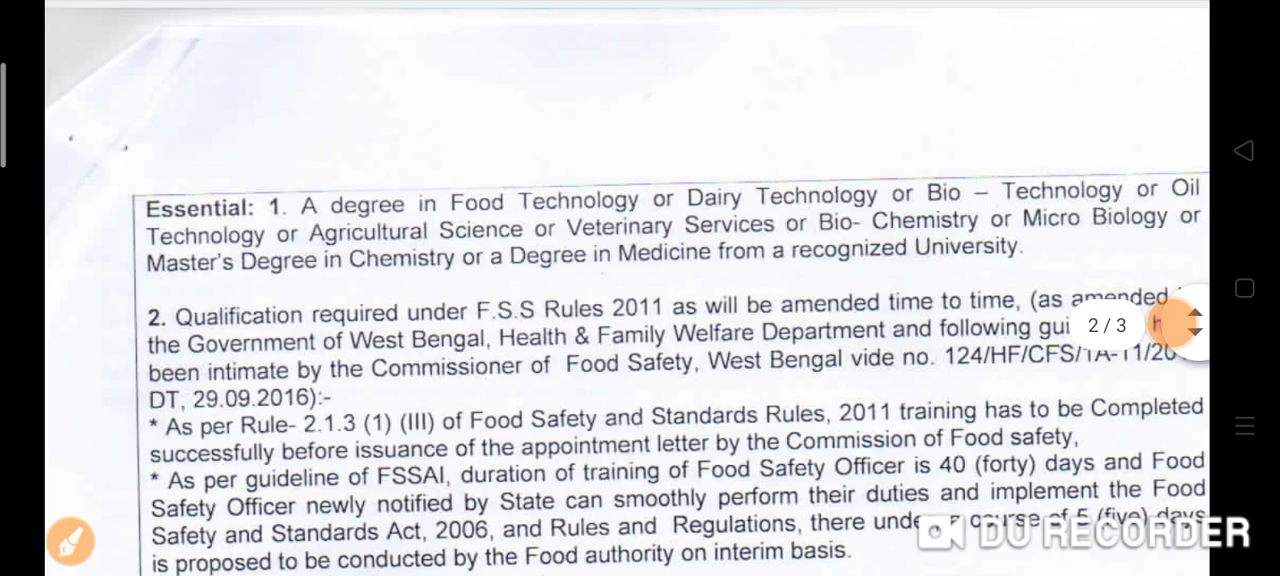 Essential: 1. A degree in Food Technology or Dairy Technology or Bio – Technology or Oil
Technology or Agricultural Science or Veterinary Services or Bio- Chemistry or Micro Biology or
Master's Degree in Chemistry or a Degree in Medicine from a recognized University.
2. Qualification required under F.S.S Rules 2011 as will be amended time to time, (as amended
the Government of West Bengal, Health & Family Welfare Department and following
2 / 3
been intimate by the Commissioner of Food Safety, West Bengal vide no. 124/HF/CFS/1A-11/20
DT, 29.09.2016):-
* As per Rule- 2.1.3 (1) (III) of Food Safety and Standards Rules, 2011 training has to be Completed
successfully before issuance of the appointment letter by the Commission of Food safety,
* As per guideline of FSSAI, duration of training of Food Safety Officer is 40 (forty) days and Food
Safety Officer newly notified by State can smoothly perform their duties and implement the Food
Safety and Standards Act, 2006, and Rules and Regulations, there course of 5 (five) days
is proposed to be conducted by the Food authority on interim basis.
DU RECORDER